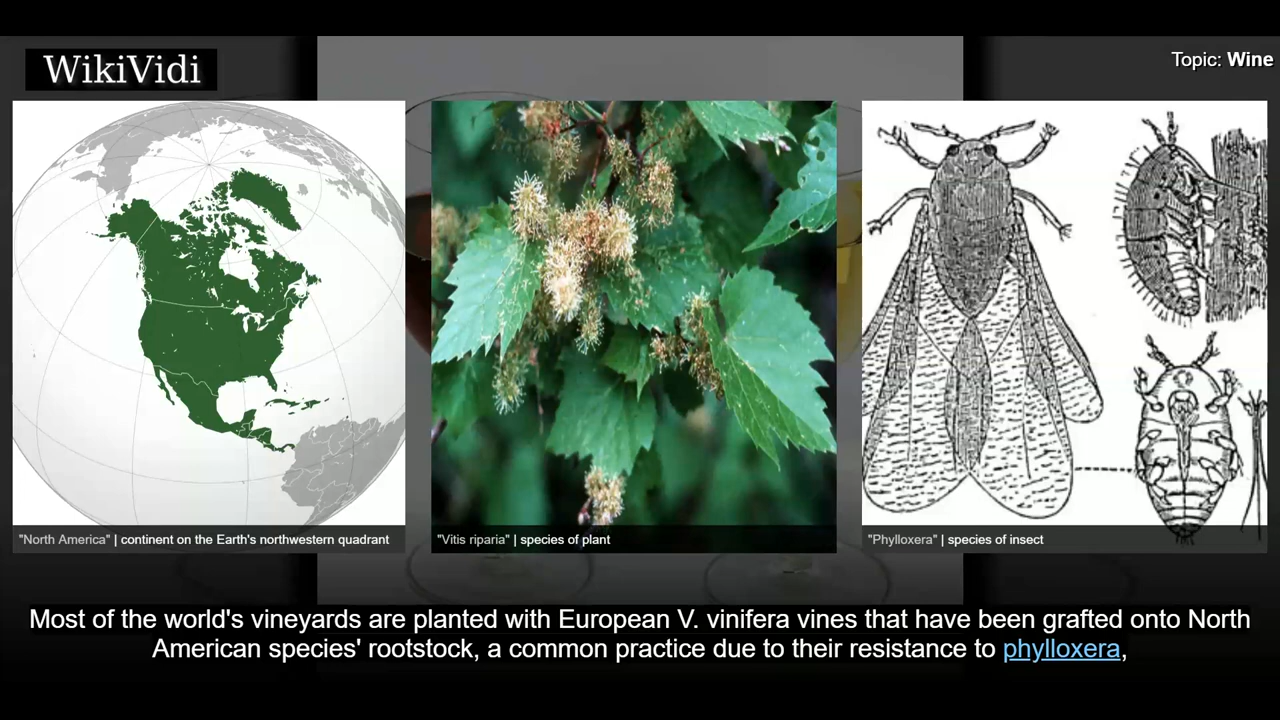 WikiVidi
Topic: Wine
"North America" | continent on the Earth's northwestern quadrant
"Vitis riparia" | species of plant
"Phylloxera" | species of insect
Most of the world's vineyards are planted with European V. vinifera vines that have been grafted onto North
American species' rootstock, a common practice due to their resistance to phylloxera,